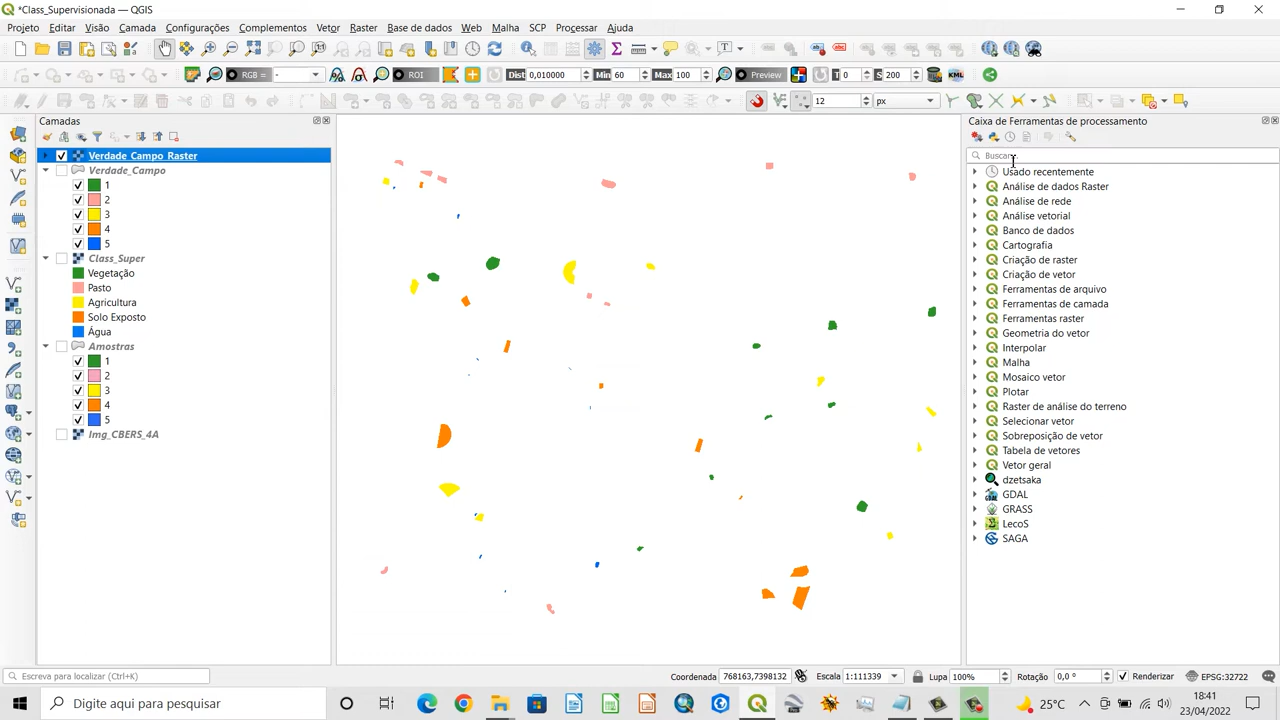 *Class_Supervisionada — QGIS
Projeto Editar Visão Camada Configurações Complementos Vetor Raster Base de dados Web Malha SCP Processar Ajuda
RGB = - ROI Dist 0,010000 Min 60 Max 100 Preview T 0 S 200 KML
12 px
Camadas
Verdade_Campo_Raster
Verdade_Campo
1
2
3
4
5
Class_Super
Vegetação
Pasto
Agricultura
Solo Exposto
Água
Amostras
1
2
3
4
5
Img_CBERS_4A
Caixa de Ferramentas de processamento
Buscar…
Usado recentemente
Análise de dados Raster
Análise de rede
Análise vetorial
Banco de dados
Cartografia
Criação de raster
Criação de vetor
Ferramentas de arquivo
Ferramentas de camada
Ferramentas raster
Geometria do vetor
Interpolar
Malha
Mosaico vetor
Plotar
Raster de análise do terreno
Selecionar vetor
Sobreposição de vetor
Tabela de vetores
Vetor geral
dzetsaka
GDAL
GRASS
LecoS
SAGA
Escreva para localizar (Ctrl+K)
Coordenada 768163,7398132 Escala 1:111339 Lupa 100% Rotação 0,0 ° Renderizar EPSG:32722
Digite aqui para pesquisar
25°C
18:41
23/04/2022